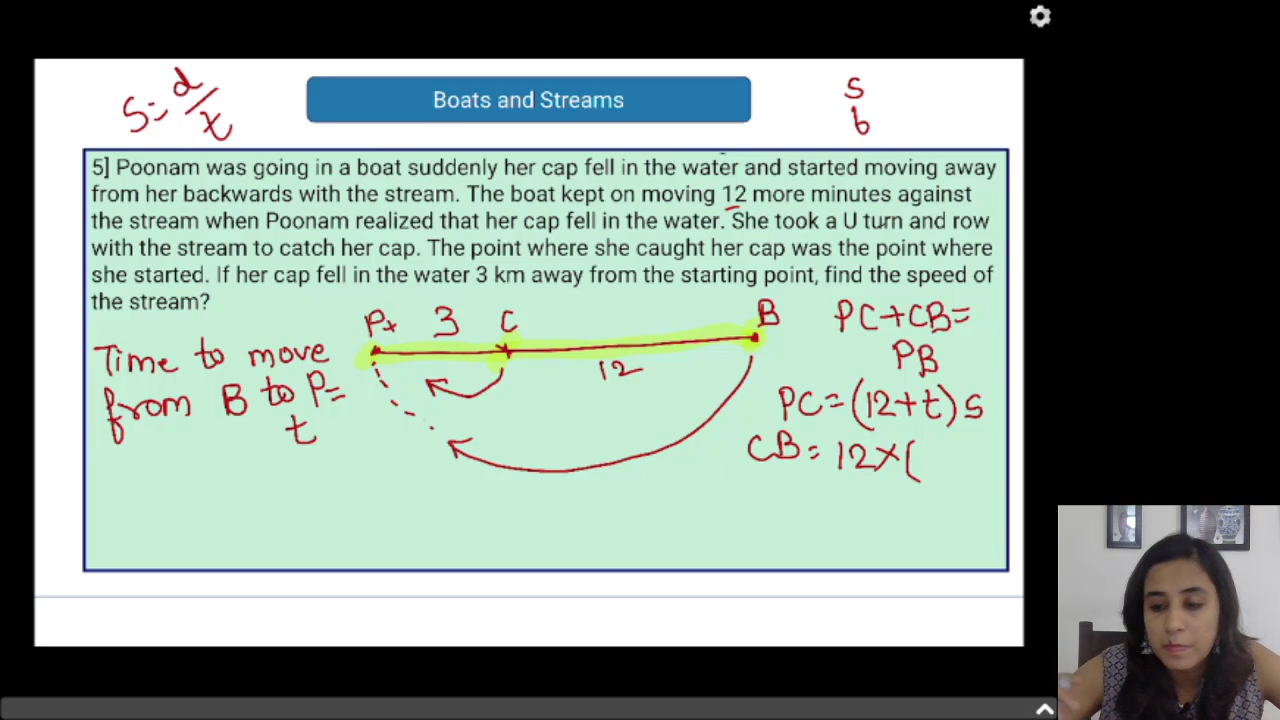 S = d/t
Boats and Streams
s
b
5] Poonam was going in a boat suddenly her cap fell in the water and started moving away
from her backwards with the stream. The boat kept on moving 12 more minutes against
the stream when Poonam realized that her cap fell in the water. She took a U turn and row
with the stream to catch her cap. The point where she caught her cap was the point where
she started. If her cap fell in the water 3 km away from the starting point, find the speed of
the stream?
P 3 C B
12
Time to move
from B to P =
t
PC + CB =
PB
PC = (12 + t) s
CB = 12 × (